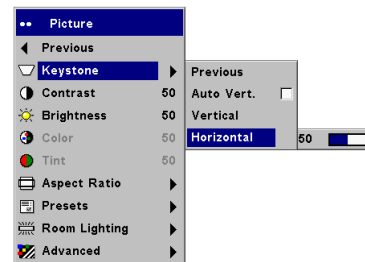 Picture
Previous
Keystone
Contrast 50
Brightness 50
Color 50
Tint 50
Aspect Ratio
Presets
Room Lighting
Advanced
Previous
Auto Vert.
Vertical
Horizontal 50